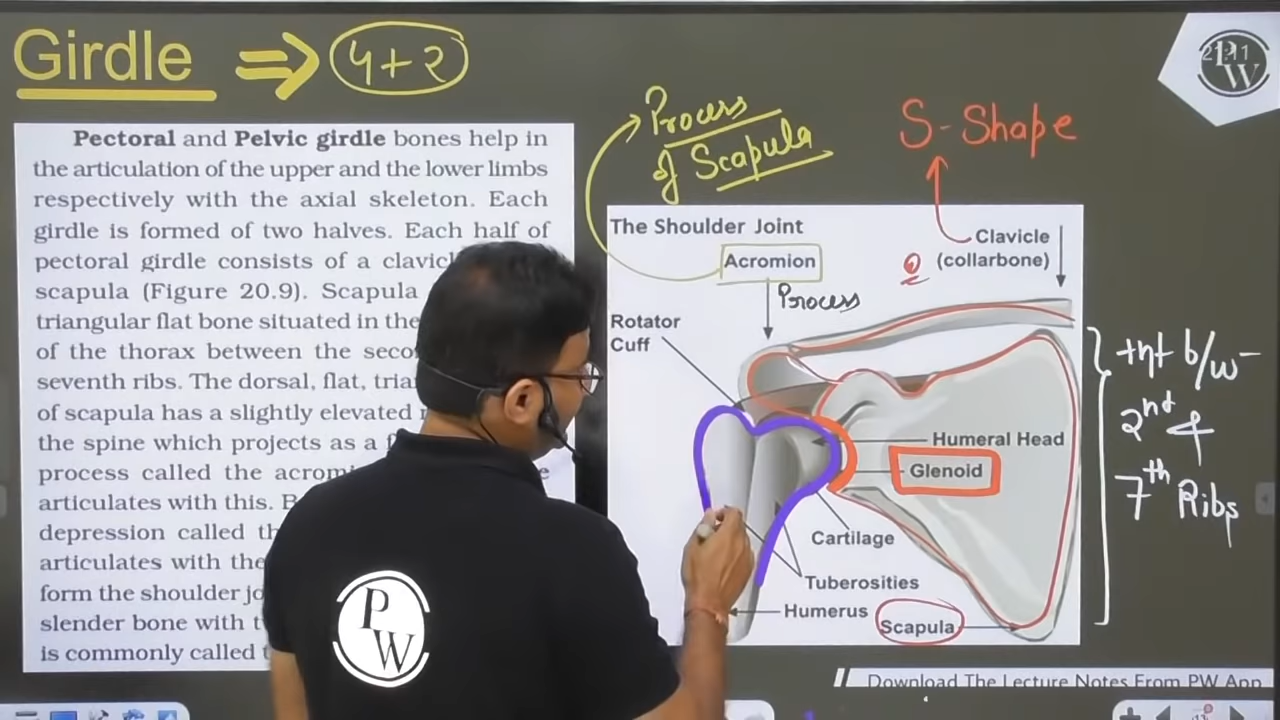 Girdle ⇒ 4+2
PW
Process
of Scapula
S-Shape
Pectoral and Pelvic girdle bones help in
the articulation of the upper and the lower limbs
respectively with the axial skeleton. Each
girdle is formed of two halves. Each half of
pectoral girdle consists of a
scapula (Figure 20.9). Scapula
triangular flat bone situated in the
of the thorax between the
seventh ribs. The dorsal, flat,
of scapula has a slightly elevated
the spine which projects as a
process called the
articulates with this.
depression called
articulates with the
form the shoulder
slender bone with
is commonly called
The Shoulder Joint
Acromion
Process
Clavicle
(collarbone)
Rotator
Cuff
Humeral Head
Glenoid
Cartilage
Tuberosities
Humerus
Scapula
b/w
2nd &
7th Ribs
PW
Download The Lecture Notes From PW App